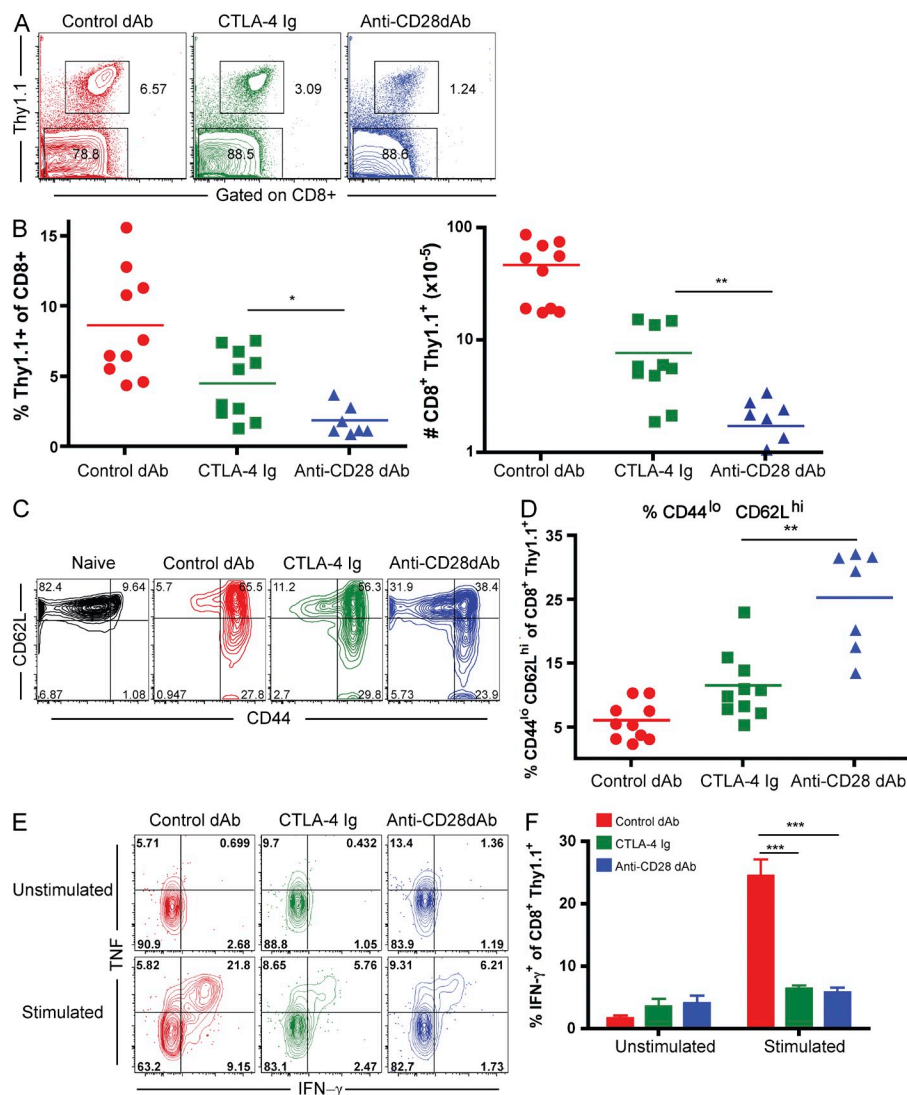 A
Control dAb
CTLA-4 Ig
Anti-CD28dAb
Thy1.1
6.57
3.09
1.24
78.8
88.5
88.6
Gated on CD8+
B
% Thy1.1+ of CD8+
15
10
5
0
*
Control dAb
CTLA-4 Ig
Anti-CD28 dAb
# CD8+ Thy1.1+ (x10-5)
100
10
1
**
Control dAb
CTLA-4 Ig
Anti-CD28 dAb
C
Naive
Control dAb
CTLA-4 Ig
Anti-CD28dAb
CD62L
82.4 9.64
5.7 65.5
11.2 56.3
31.9 38.4
6.87 1.08
0.947 27.8
2.7 29.8
5.73 23.9
CD44
D
% CD44lo CD62Lhi
**
% CD44lo CD62Lhi of CD8+ Thy1.1+
35
25
15
5
Control dAb
CTLA-4 Ig
Anti-CD28 dAb
E
Control dAb
CTLA-4 Ig
Anti-CD28dAb
Unstimulated
5.71 0.699
9.7 0.432
13.4 1.36
90.9 2.68
88.8 1.05
83.9 1.19
TNF
Stimulated
5.82 21.8
8.65 5.76
9.31 6.21
63.2 9.15
83.1 2.47
82.7 1.73
IFN-γ
F
Control dAb
CTLA-4 Ig
Anti-CD28 dAb
***
***
% IFN-γ+ of CD8+ Thy1.1+
30
20
10
0
Unstimulated
Stimulated